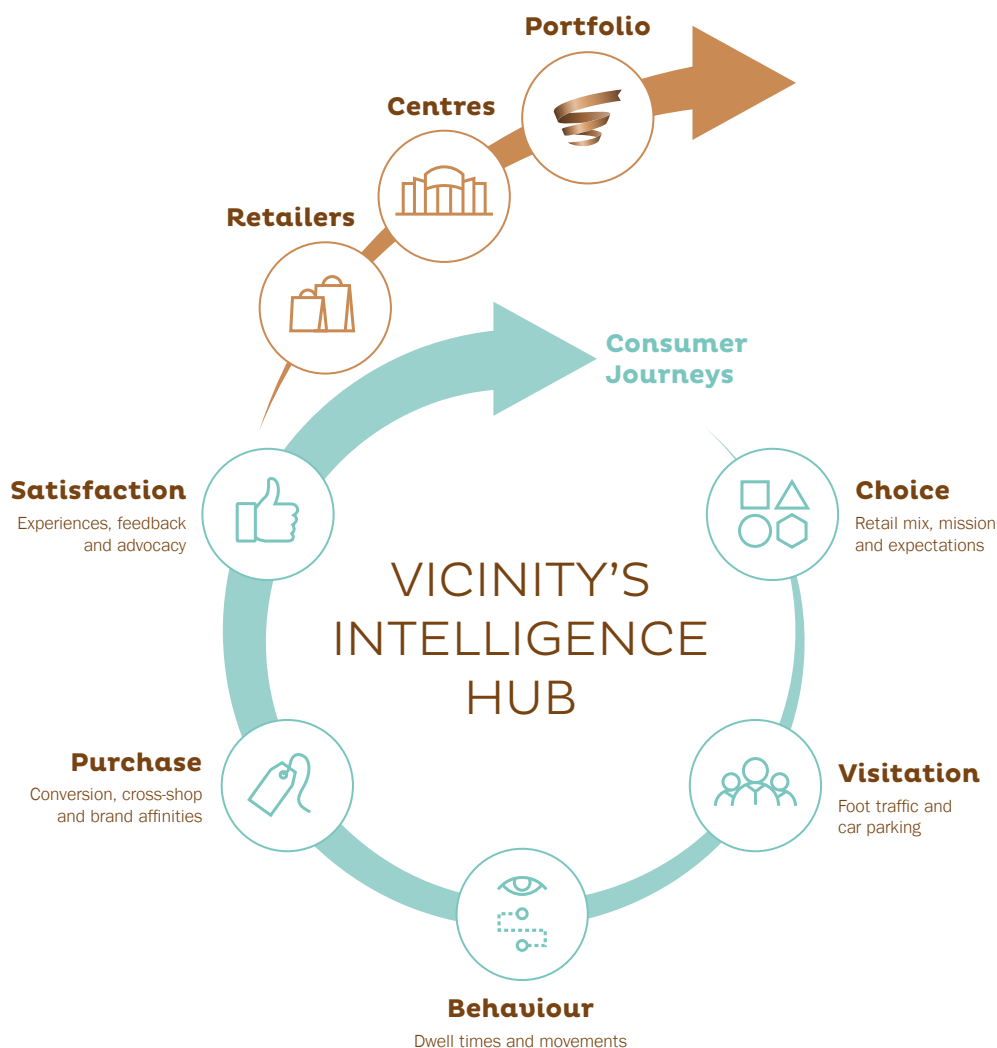 Portfolio
Centres
Retailers
Consumer
Journeys
Satisfaction
Experiences, feedback
and advocacy
Choice
Retail mix, mission
and expectations
VICINITY’S
INTELLIGENCE
HUB
Purchase
Conversion, cross-shop
and brand affinities
Visitation
Foot traffic and
car parking
Behaviour
Dwell times and movements